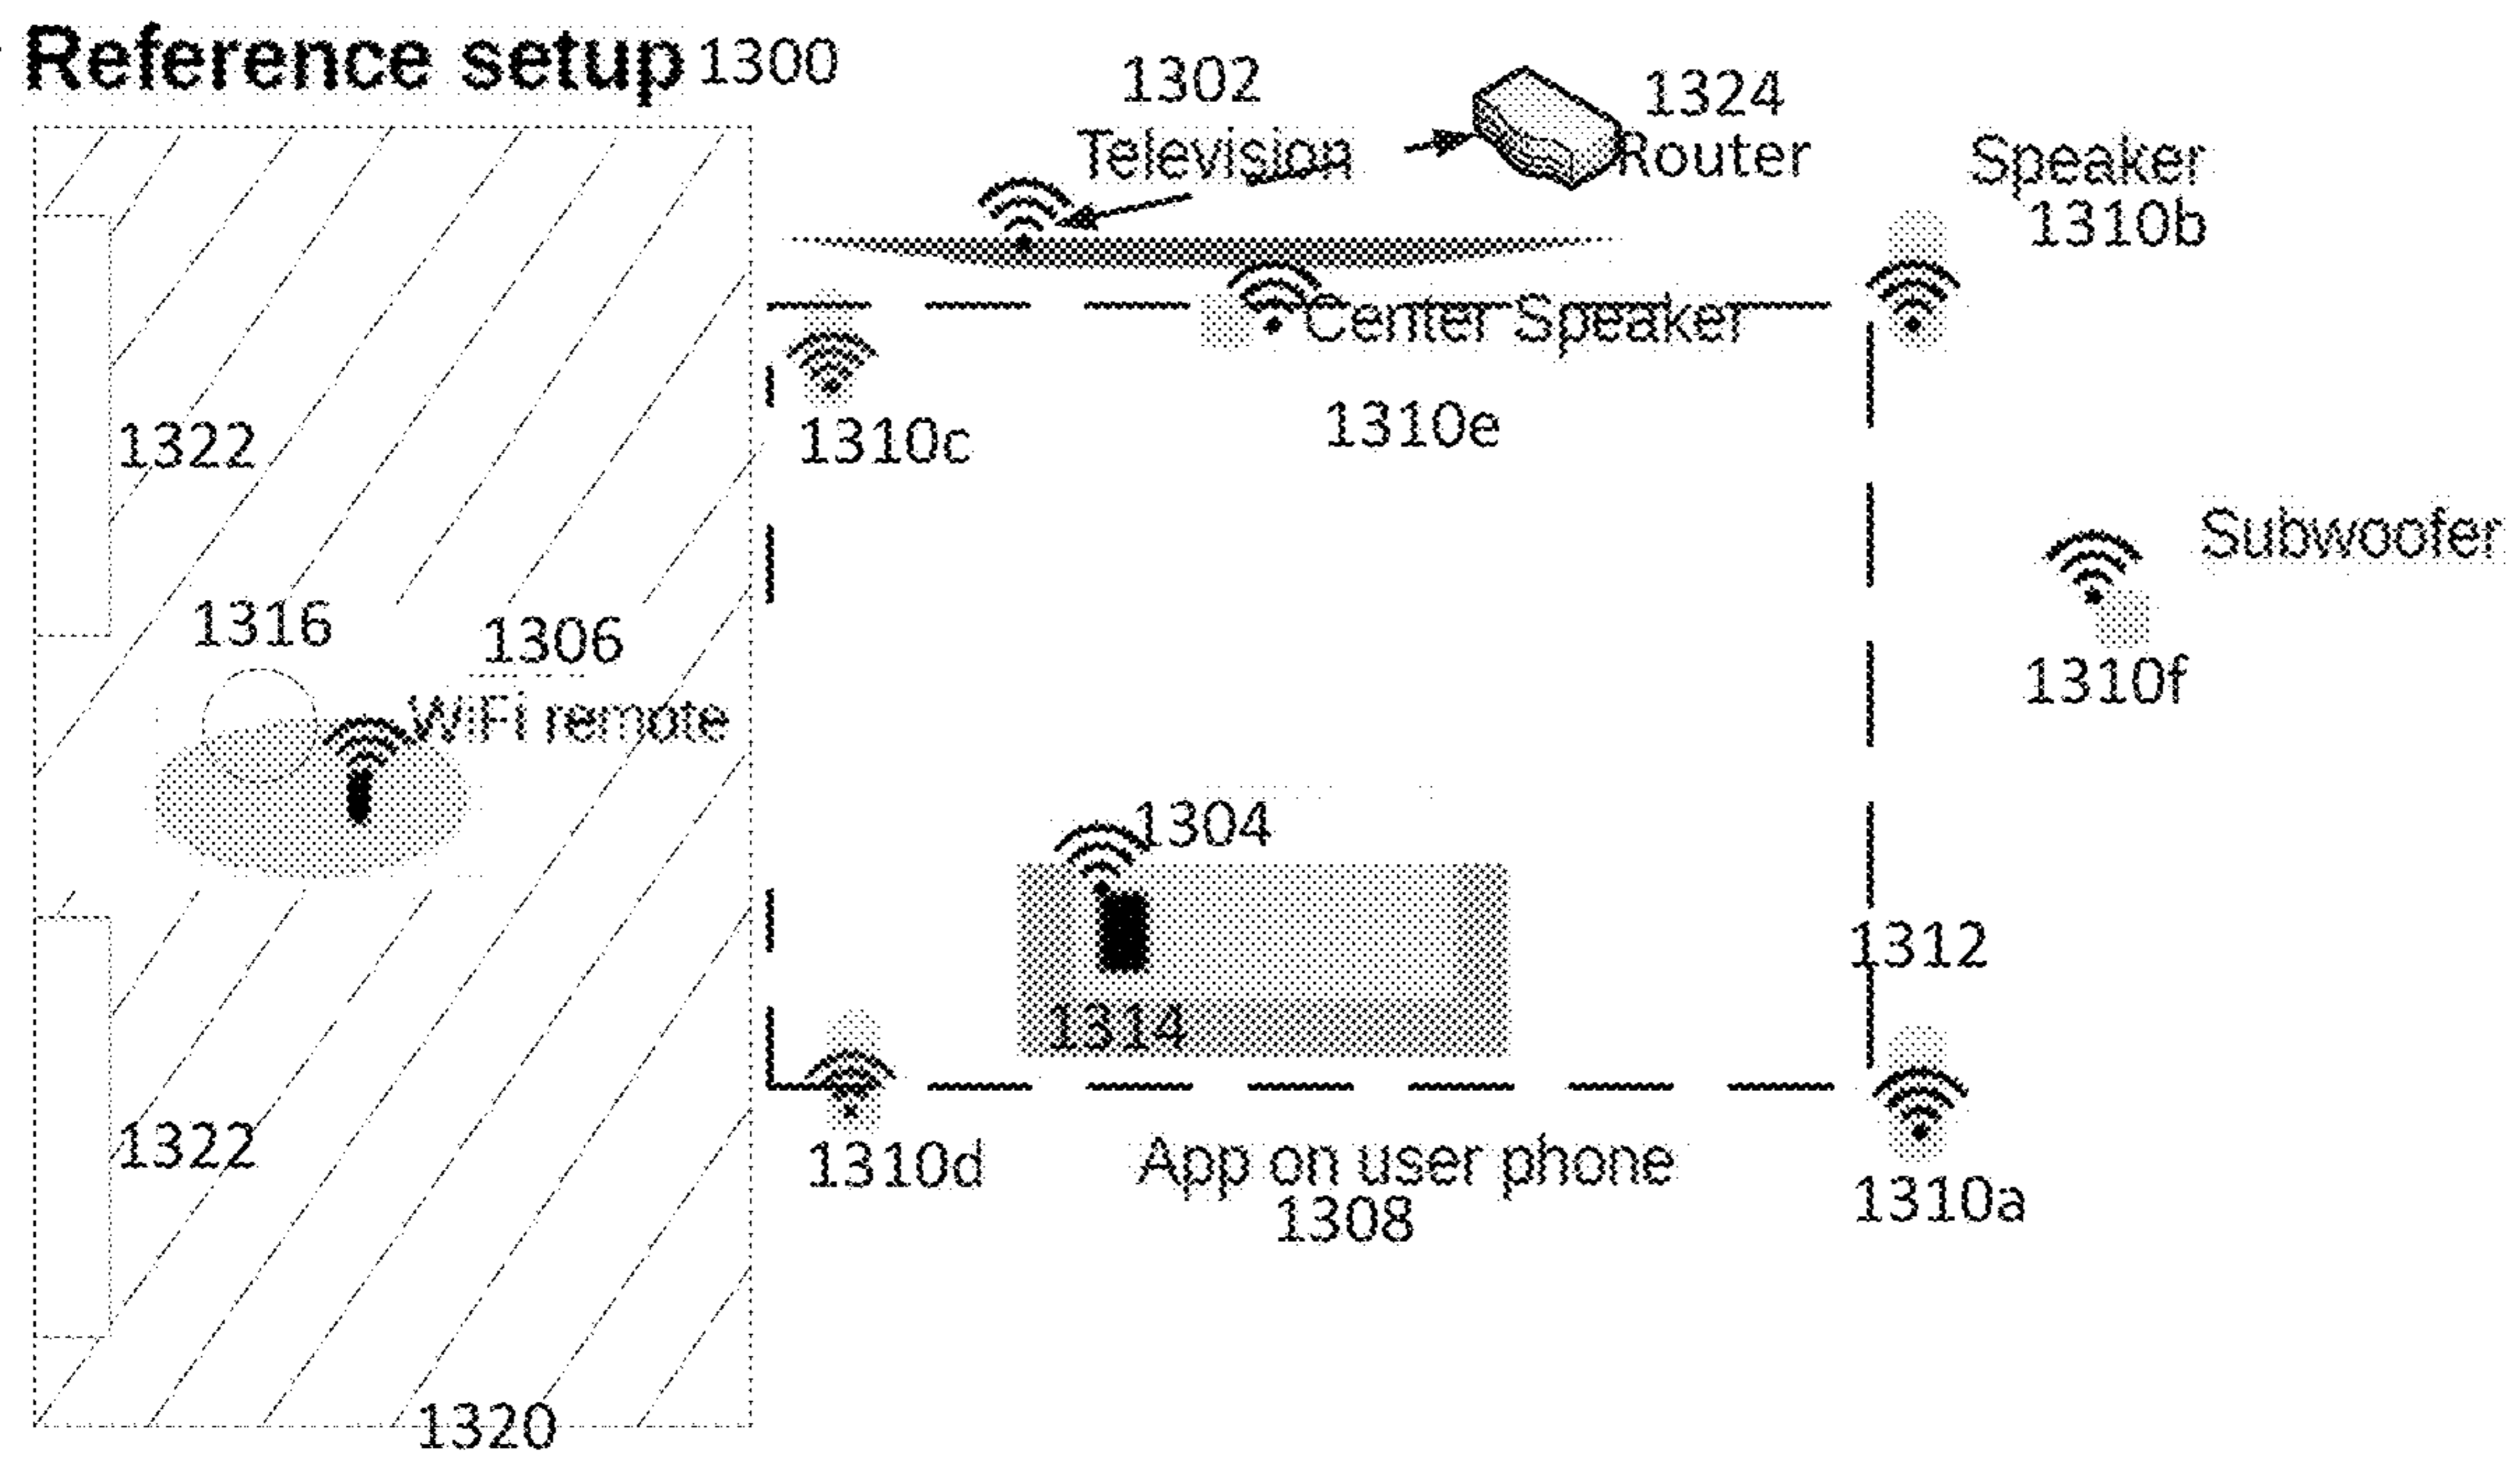 Reference setup 1300
1302
Television
1324
Router
Speaker
1310b
Center Speaker
1310c
1310e
1322
Subwoofer
1310f
1316
1306
WiFi remote
1304
1312
1314
1310d
1322
App on user phone
1308
1310a
1320